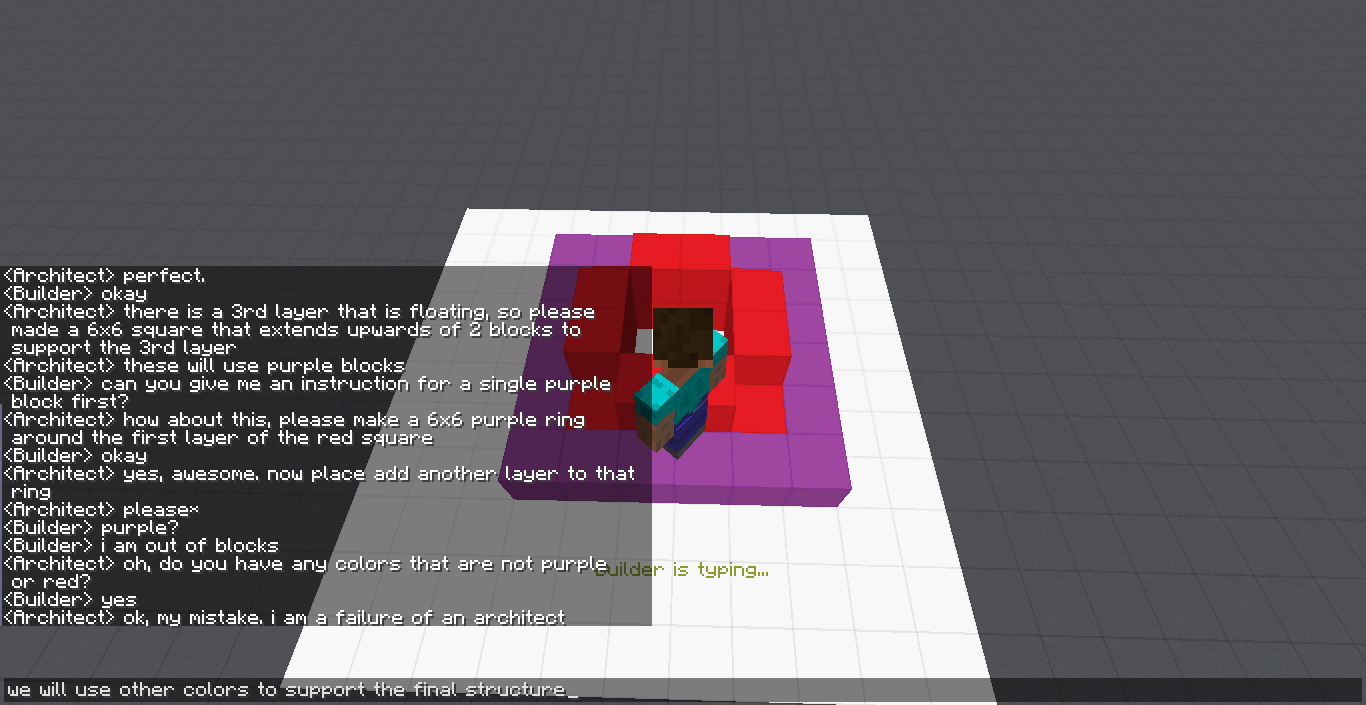 <Architect> perfect.
<Builder> okay
<Architect> there is a 3rd layer that is floating, so please
made a 6x6 square that extends upwards of 2 blocks to
support the 3rd layer
<Architect> these will use purple blocks
<Builder> can you give me an instruction for a single purple
block first?
<Architect> how about this, please make a 6x6 purple ring
around the first layer of the red square
<Builder> okay
<Architect> yes, awesome. now place add another layer to that
ring
<Architect> please*
<Builder> purple?
<Builder> i am out of blocks
<Architect> oh, do you have any colors that are not purple
or red?
Builder is typing...
<Builder> yes
<Architect> ok, my mistake. i am a failure of an architect
we will use other colors to support the final structure_